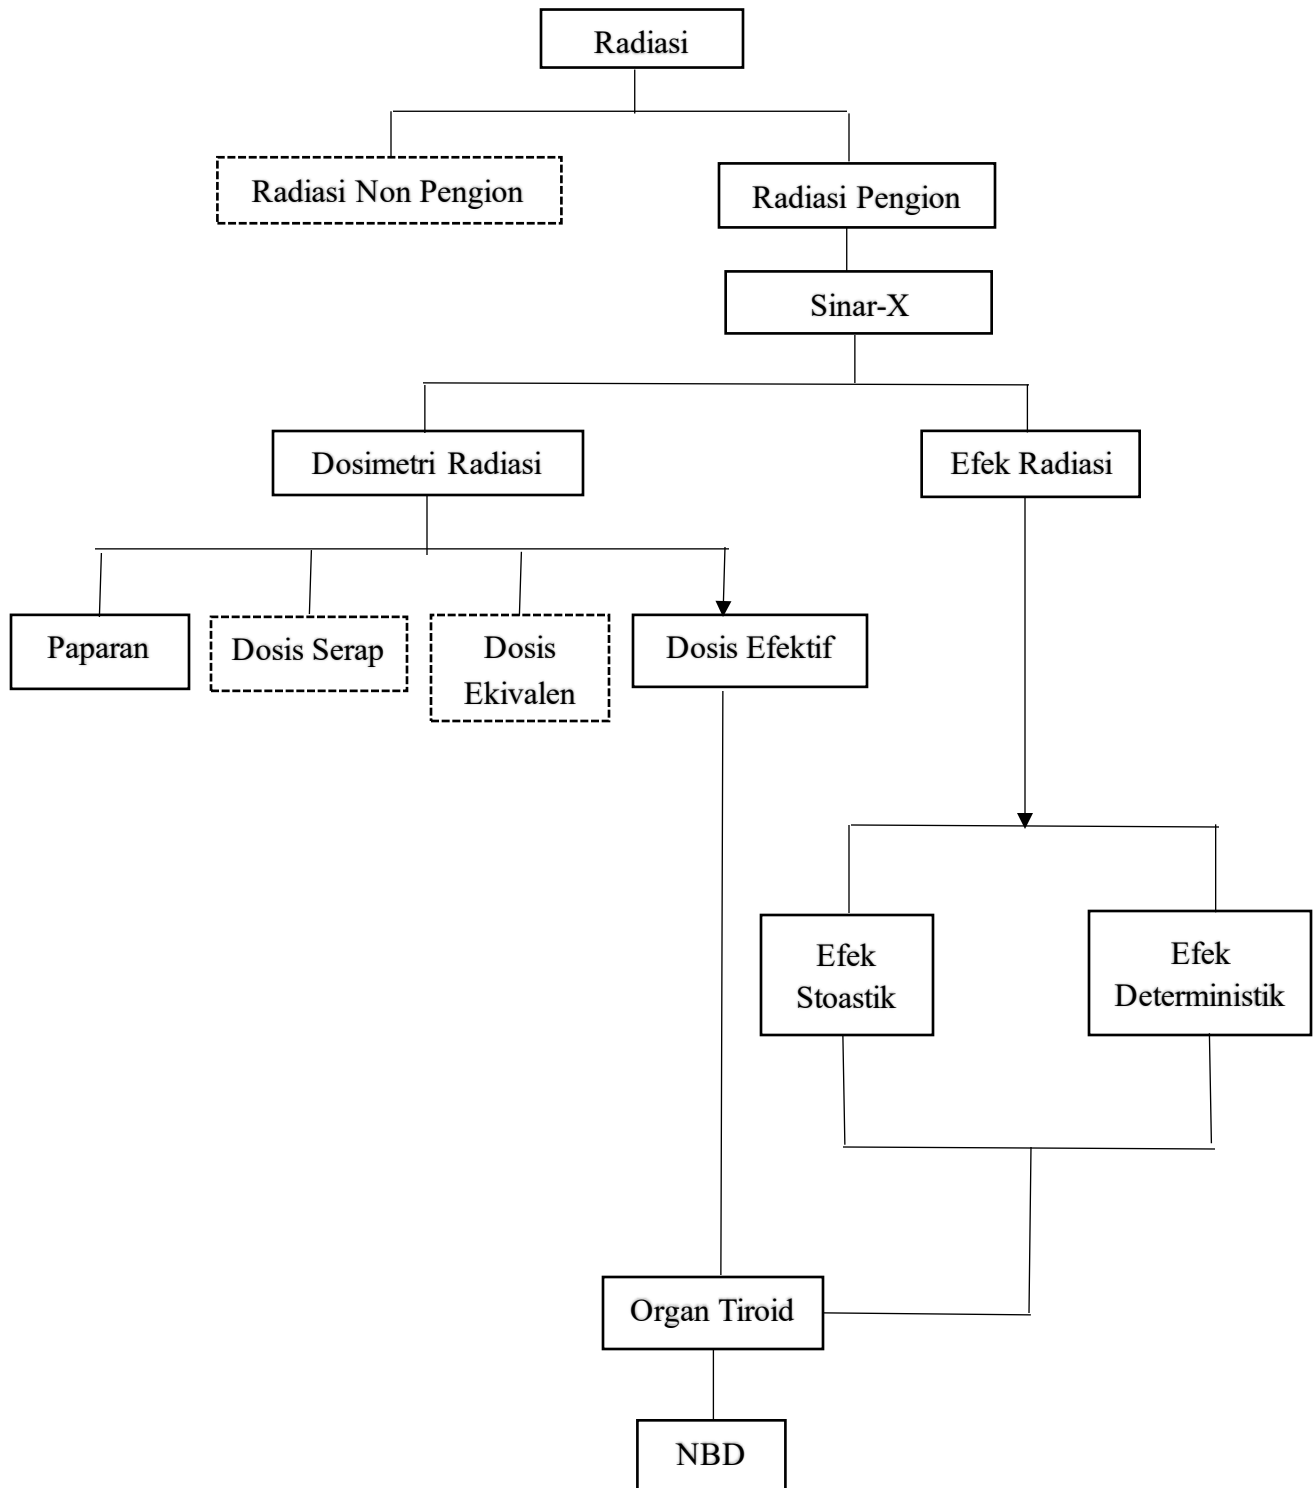 Radiasi
Radiasi Non Pengion
Radiasi Pengion
Sinar-X
Dosimetri Radiasi
Efek Radiasi
Paparan
Dosis Serap
Dosis
Ekivalen
Dosis Efektif
Efek
Stoastik
Efek
Deterministik
Organ Tiroid
NBD